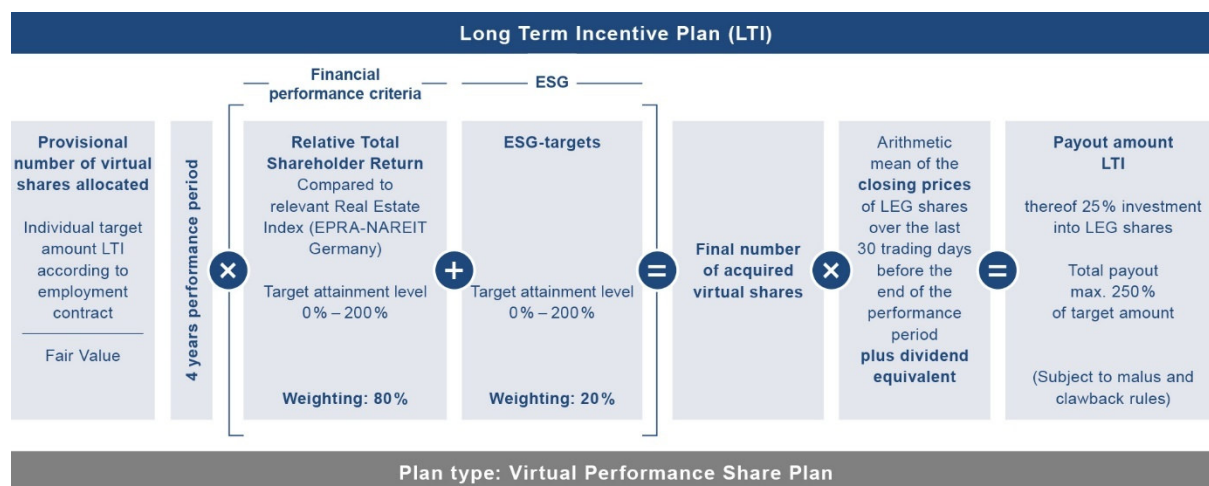 Long Term Incentive Plan (LTI)
Financial
performance criteria
ESG
Provisional
number of virtual
shares allocated
Individual target
amount LTI
according to
employment
contract
Fair Value
4 years performance period
×
Relative Total
Shareholder Return
Compared to
relevant Real Estate
Index (EPRA-NAREIT
Germany)
Target attainment level
0% – 200%
Weighting: 80%
+
ESG-targets
Target attainment level
0% – 200%
Weighting: 20%
=
Final number
of acquired
virtual shares
×
Arithmetic
mean of the
closing prices
of LEG shares
over the last
30 trading days
before the
end of the
performance
period
plus dividend
equivalent
=
Payout amount
LTI
thereof 25% investment
into LEG shares
Total payout
max. 250%
of target amount
(Subject to malus and
clawback rules)
Plan type: Virtual Performance Share Plan